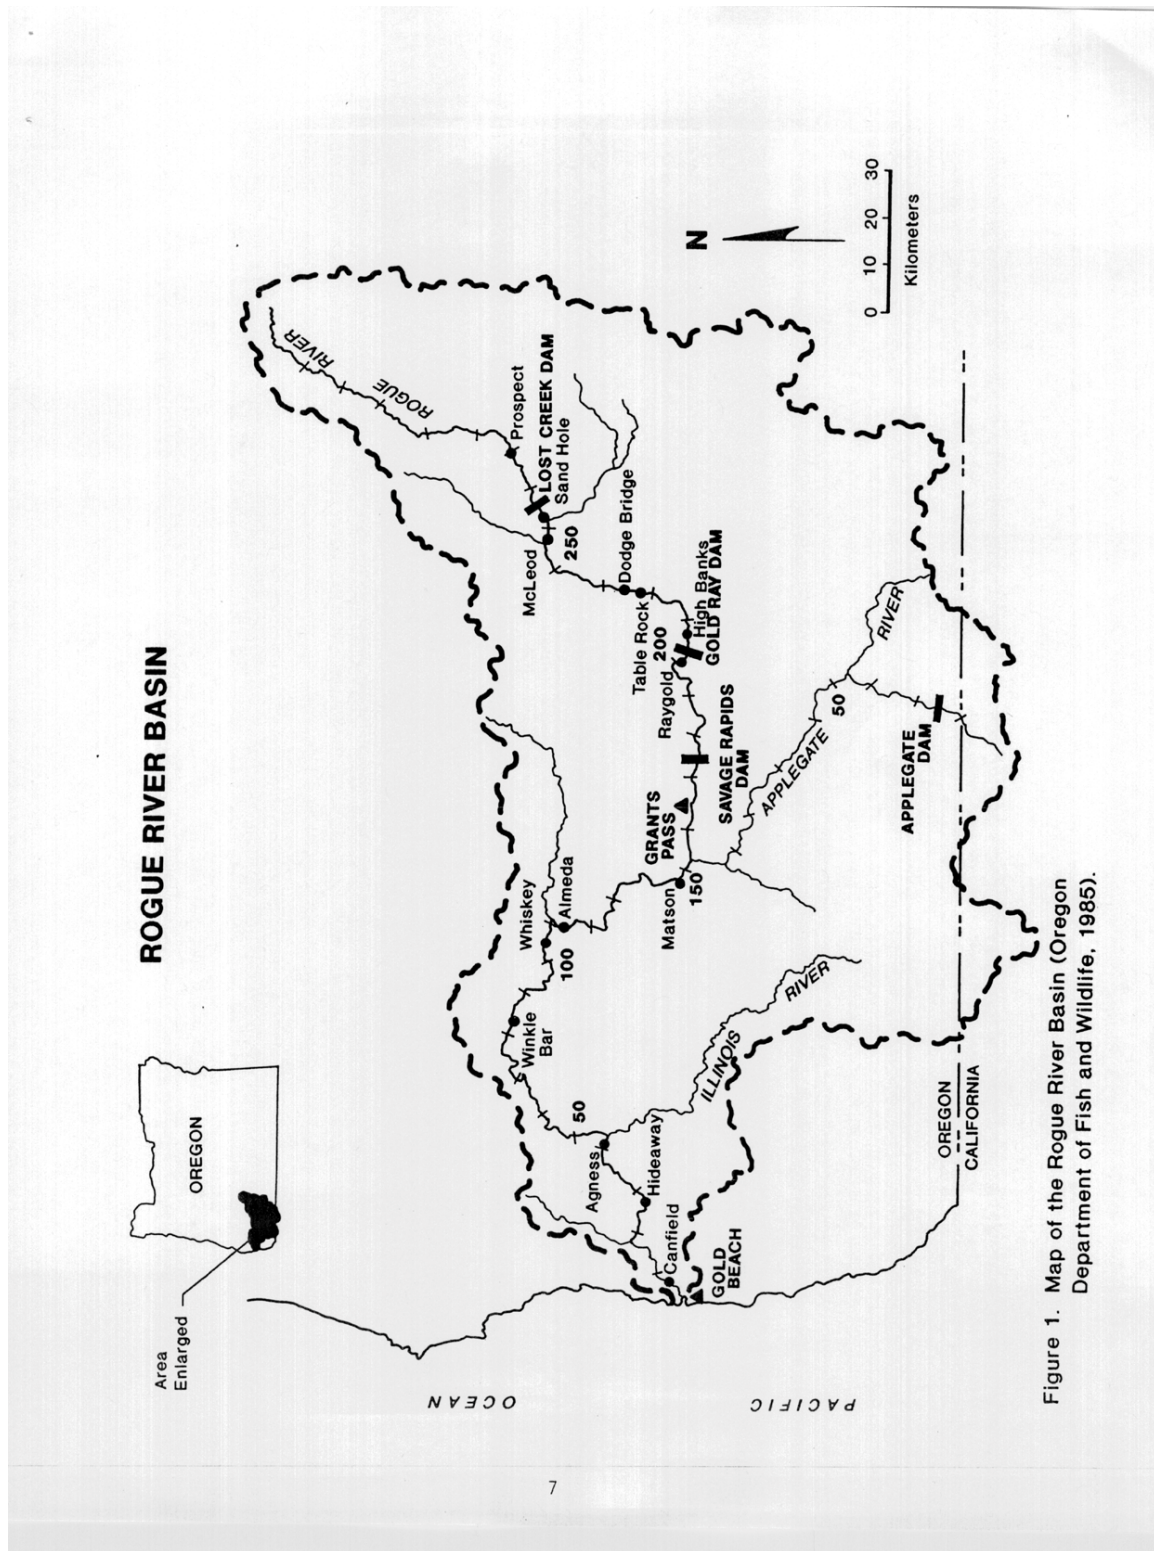 ROGUE RIVER BASIN
Area
Enlarged
OREGON
ROGUE
RIVER
Prospect
LOST CREEK DAM
Sand Hole
McLeod
250
Dodge Bridge
Table Rock
200
High Banks
GOLD RAY DAM
Raygold
SAVAGE RAPIDS
DAM
GRANTS
PASS
Matson
150
Almeda
Whiskey
100
Winkle
Bar
50
Agness
Hideaway
Canfield
GOLD
BEACH
ILLINOIS
RIVER
APPLEGATE
RIVER
50
APPLEGATE
DAM
OREGON
CALIFORNIA
N
0 10 20 30
Kilometers
PACIFIC
OCEAN
Figure 1. Map of the Rogue River Basin (Oregon
Department of Fish and Wildlife, 1985).
7